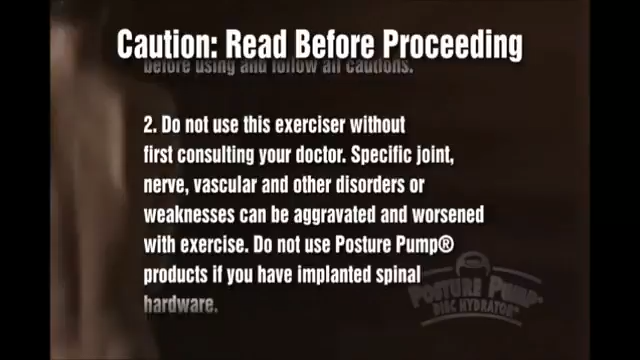 Caution: Read Before Proceeding
before using and follow all cautions.
2. Do not use this exerciser without
first consulting your doctor. Specific joint,
nerve, vascular and other disorders or
weaknesses can be aggravated and worsened
with exercise. Do not use Posture Pump®
products if you have implanted spinal
hardware.
POSTURE PUMP®
DISC HYDRATOR®